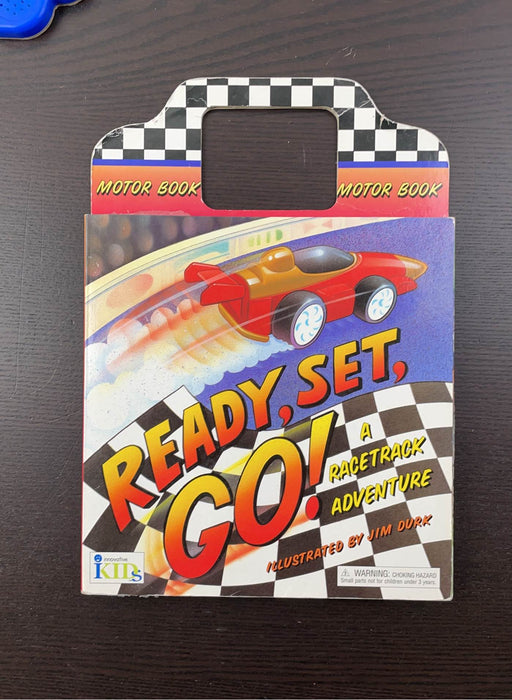 MOTOR BOOK
MOTOR BOOK
READY, SET,
GO!
A
RACETRACK
ADVENTURE
ILLUSTRATED BY JIM DURK
innovative
KIDs
WARNING: CHOKING HAZARD
Small parts not for children under 3 years.